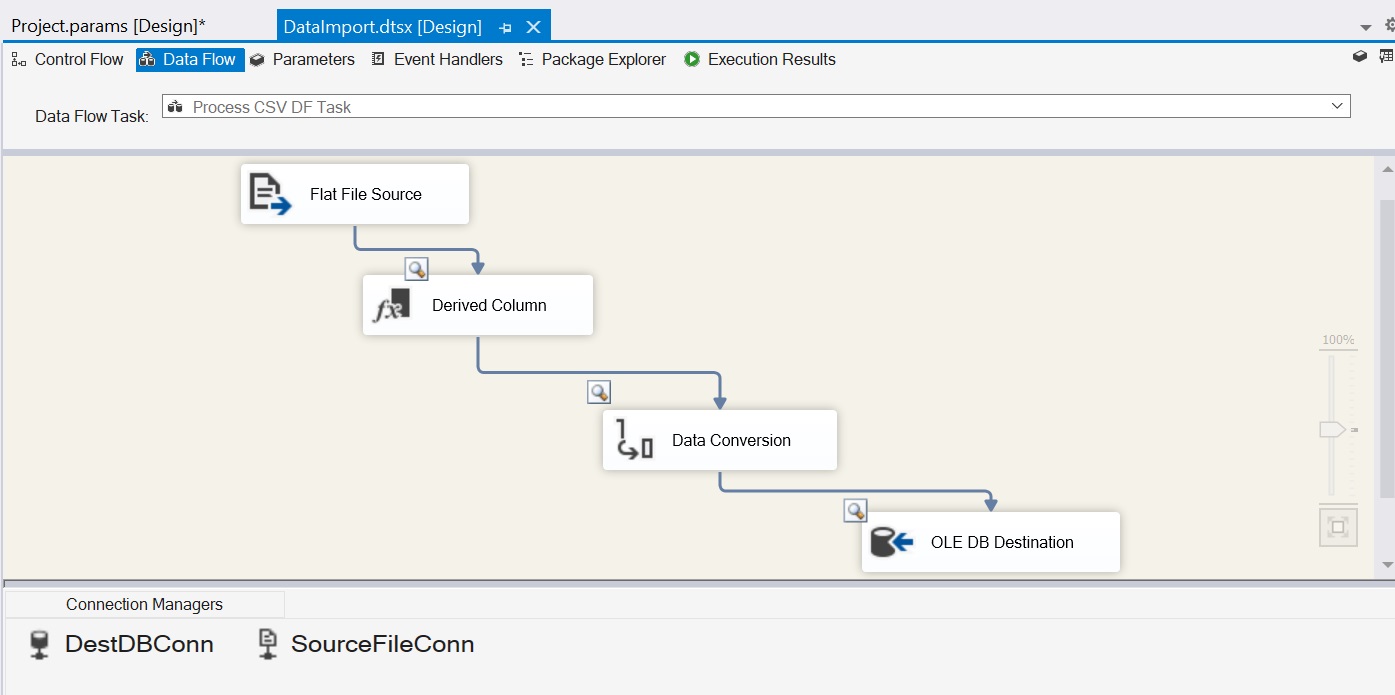 Project.params [Design]* DataImport.dtsx [Design]
Control Flow Data Flow Parameters Event Handlers Package Explorer Execution Results
Data Flow Task: Process CSV DF Task
Flat File Source
Derived Column
100%
Data Conversion
OLE DB Destination
Connection Managers
DestDBConn SourceFileConn